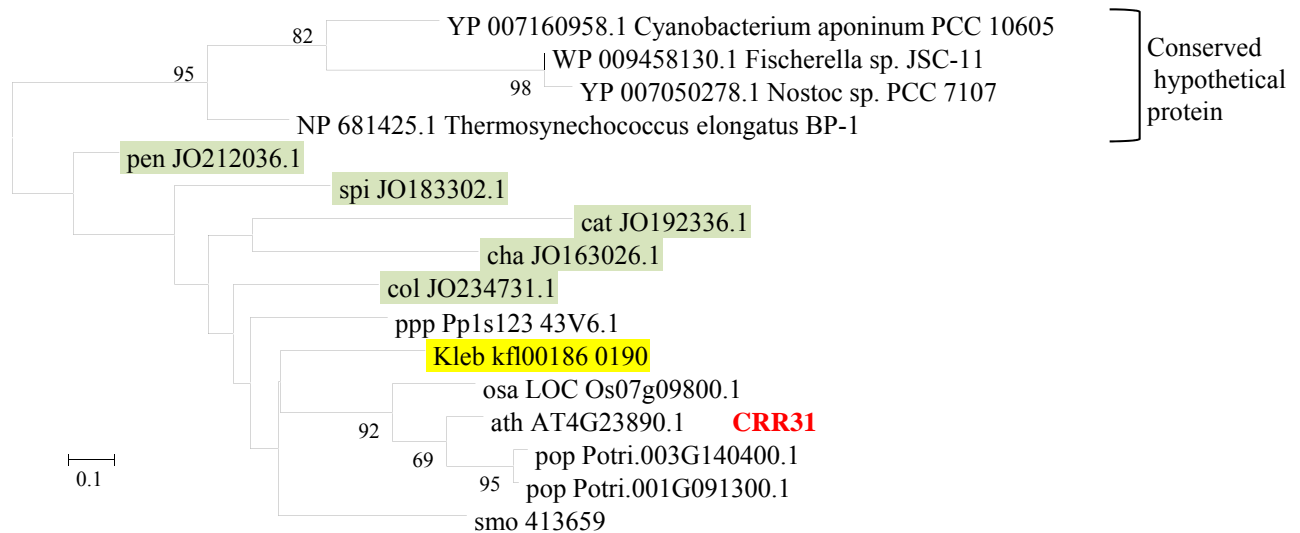 YP 007160958.1 Cyanobacterium aponinum PCC 10605
82
WP 009458130.1 Fischerella sp. JSC-11
Conserved
hypothetical
protein
95
98
YP 007050278.1 Nostoc sp. PCC 7107
NP 681425.1 Thermosynechococcus elongatus BP-1
pen JO212036.1
spi JO183302.1
cat JO192336.1
cha JO163026.1
col JO234731.1
ppp Pp1s123 43V6.1
Kleb kfl00186 0190
osa LOC Os07g09800.1
ath AT4G23890.1 CRR31
92
69
pop Potri.003G140400.1
95
pop Potri.001G091300.1
0.1
smo 413659